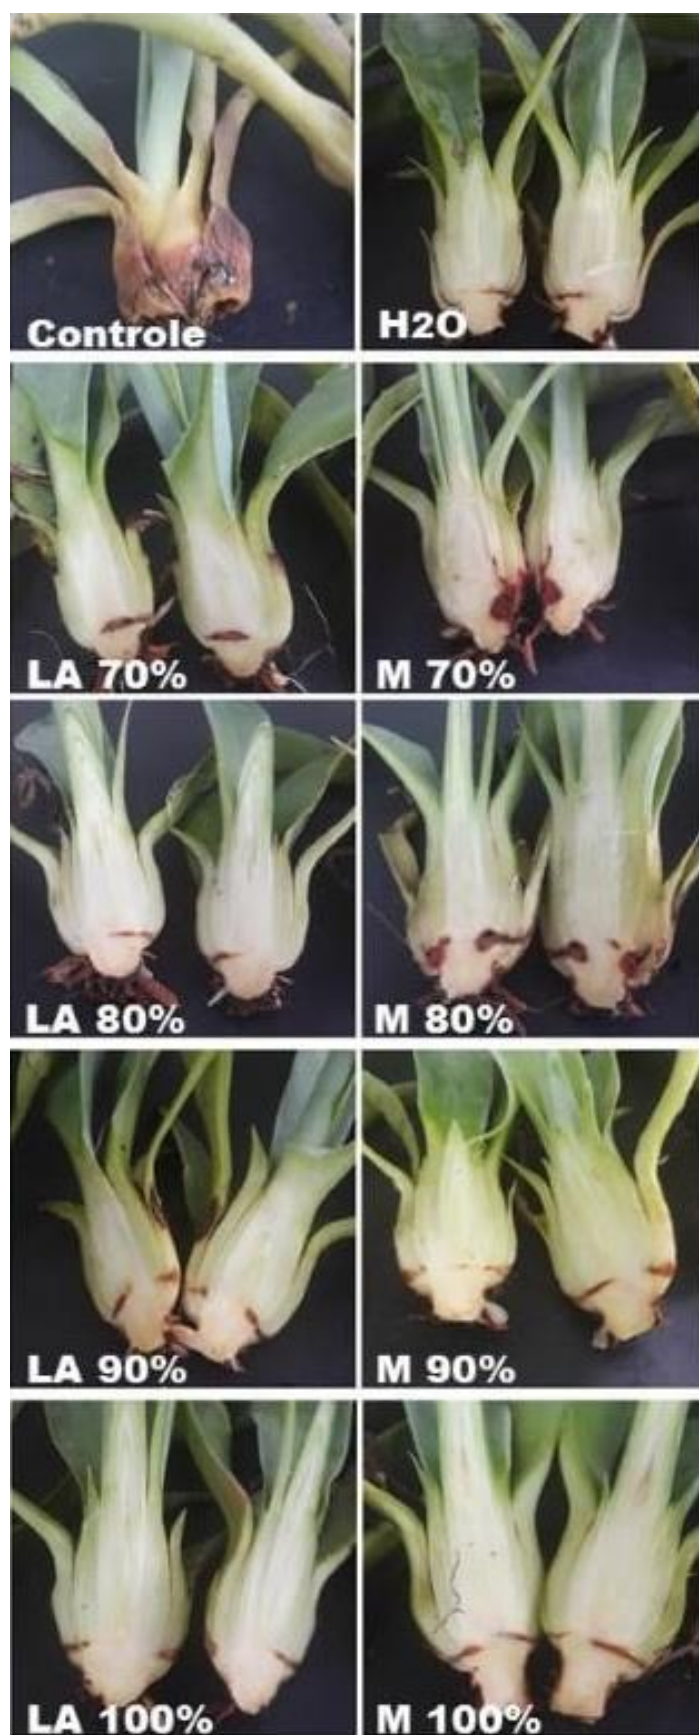 Controle
H2O
LA 70%
M 70%
LA 80%
M 80%
LA 90%
M 90%
LA 100%
M 100%